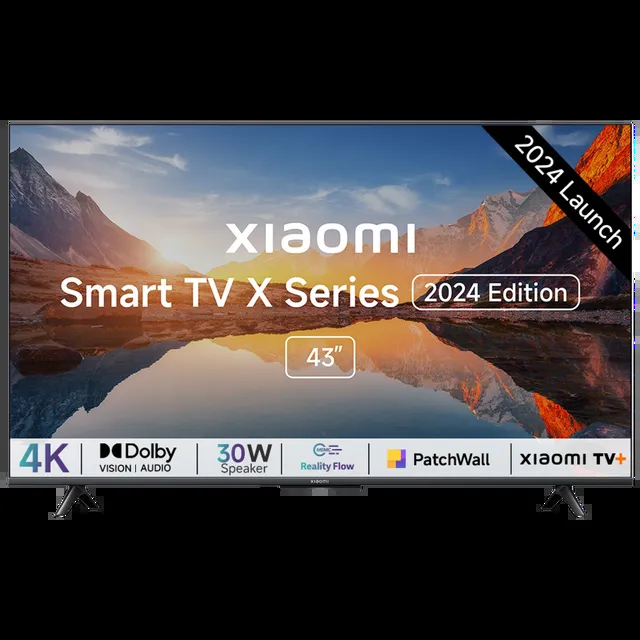 2024 Launch
xiaomi
Smart TV X Series 2024 Edition
43"
4K
Dolby
VISION | AUDIO
30W
Speaker
MEMC
Reality Flow
PatchWall
xiaomi TV+
xiaomi